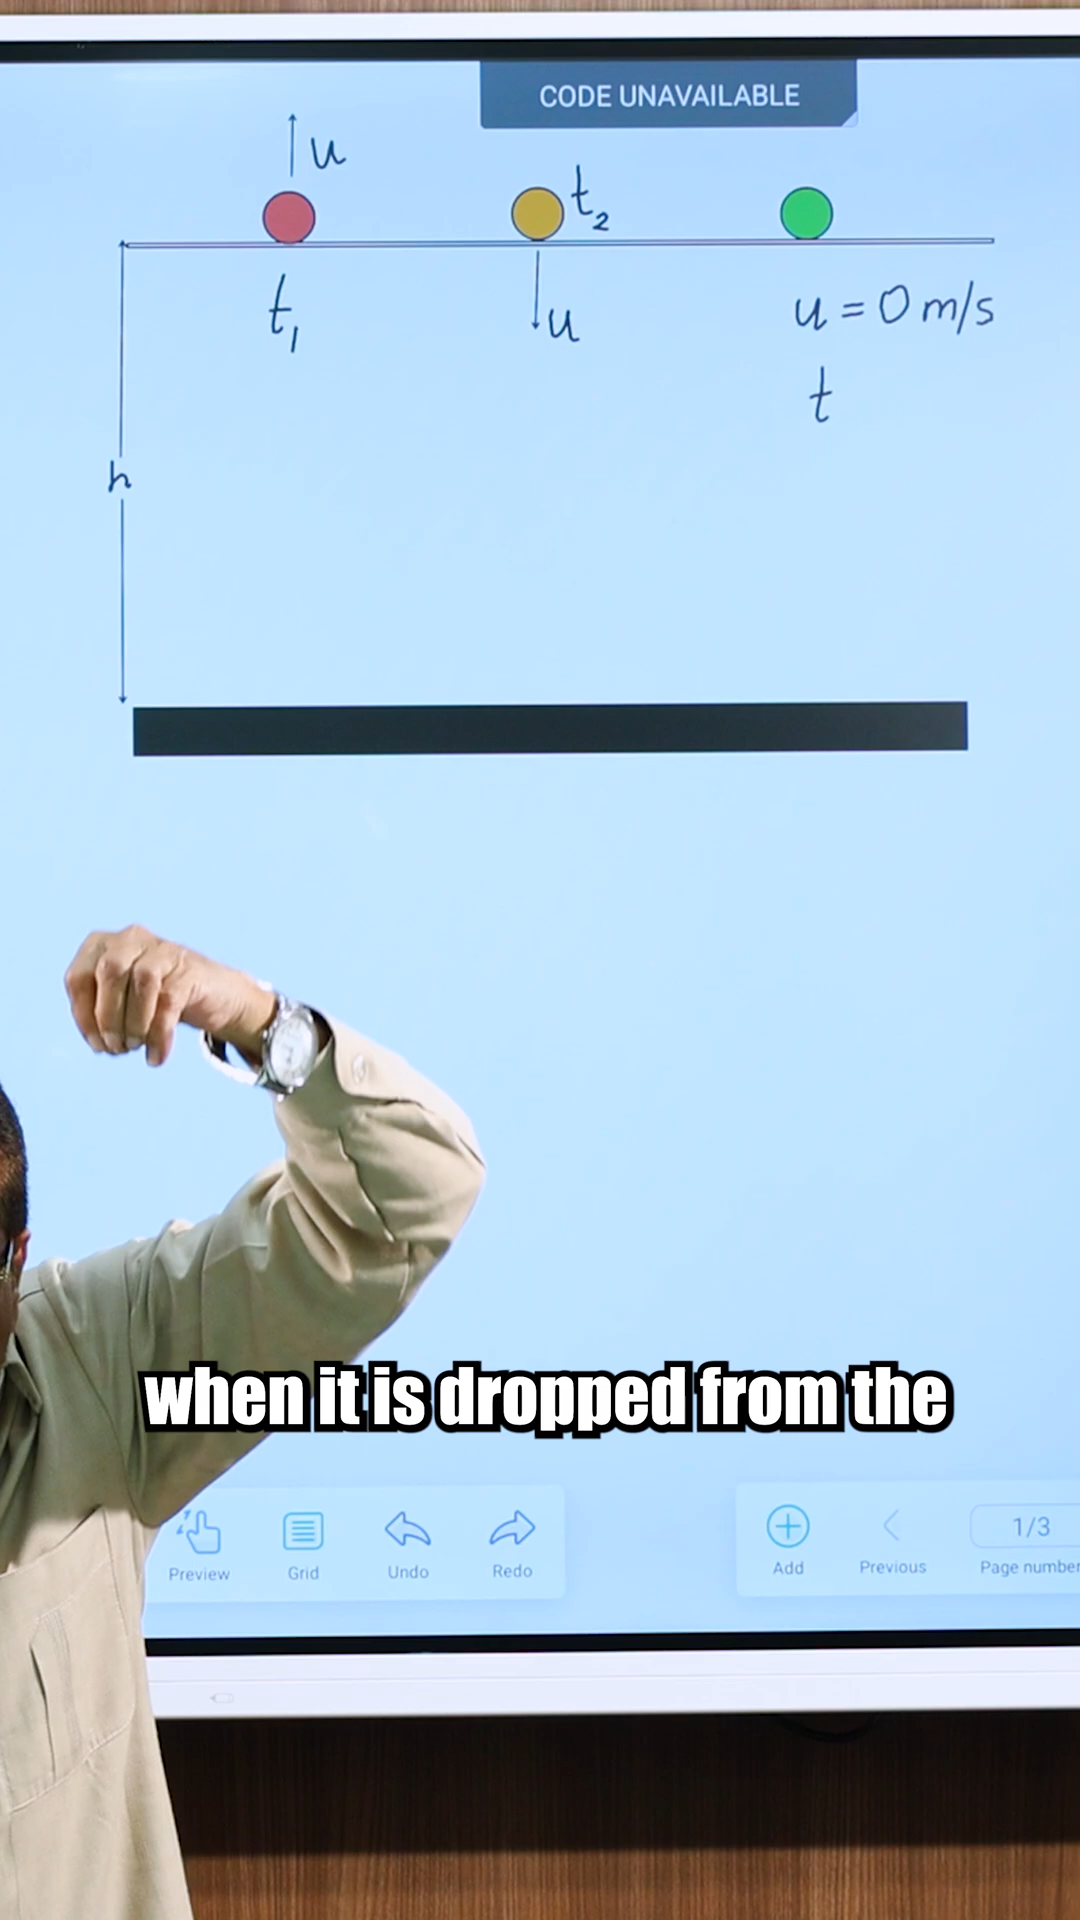 CODE UNAVAILABLE
u
t₂
t₁
u
u = 0 m/s
t
h
when it is dropped from the
Preview
Grid
Undo
Redo
Add
Previous
1/3
Page number